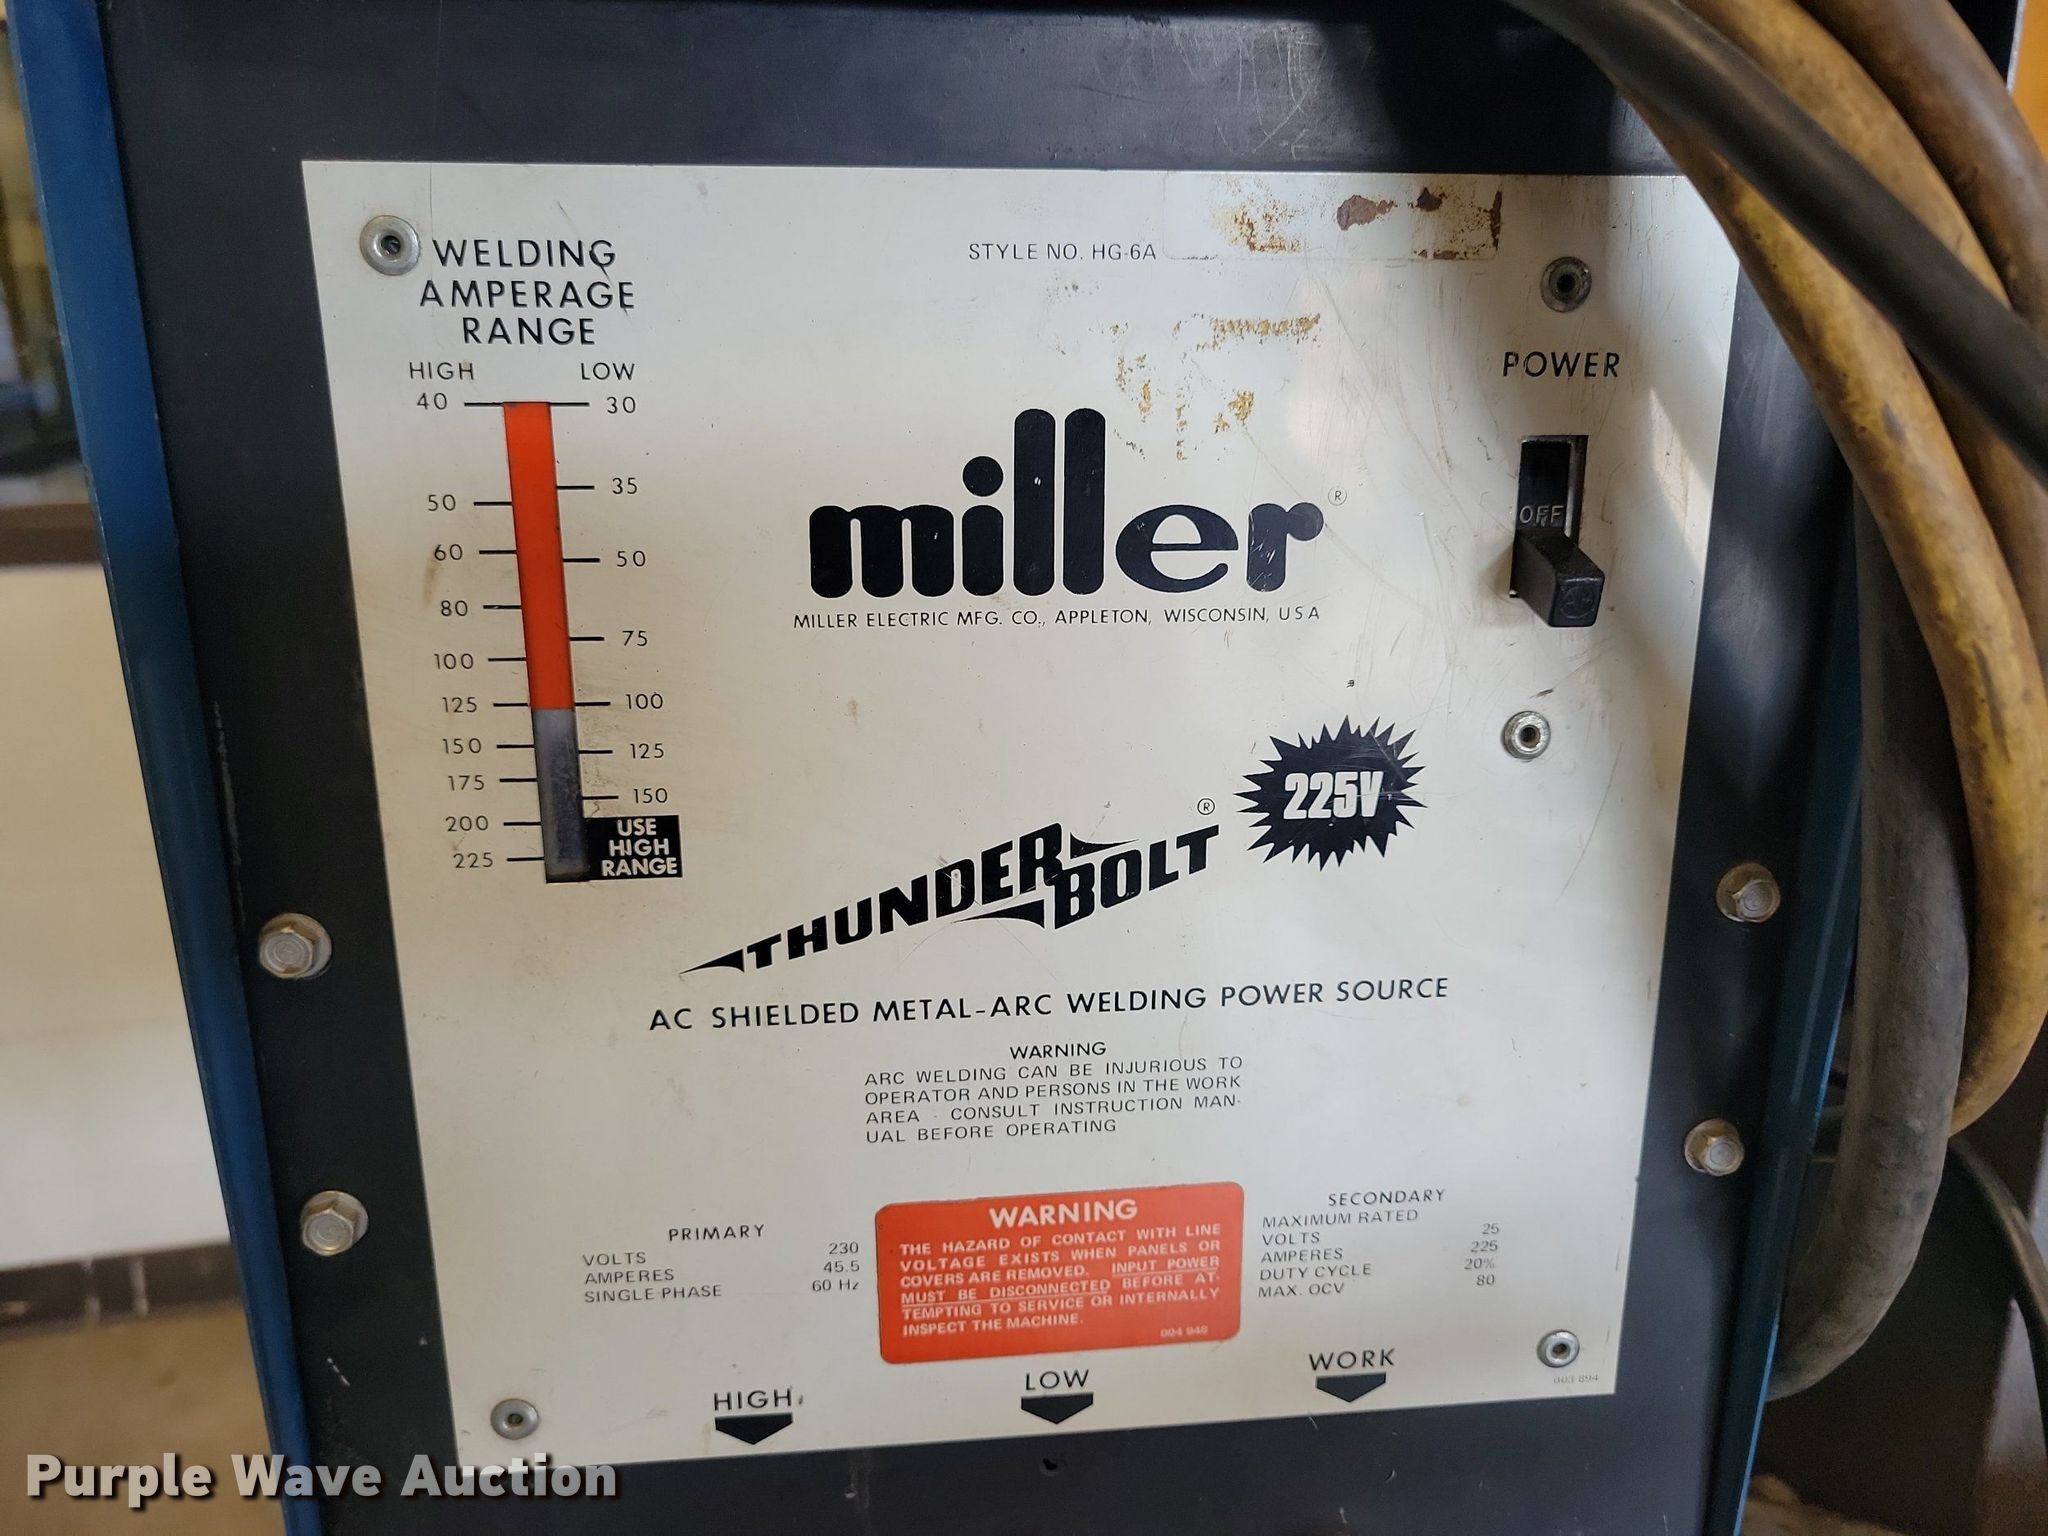 WELDING
AMPERAGE
RANGE
HIGH LOW
40 30
35
50
60 50
80
75
100
125 100
150 125
175
150
200
225
USE
HIGH
RANGE
STYLE NO. HG-6A
POWER
OFF
miller®
MILLER ELECTRIC MFG. CO., APPLETON, WISCONSIN, USA
225V
THUNDERBOLT®
AC SHIELDED METAL-ARC WELDING POWER SOURCE
WARNING
ARC WELDING CAN BE INJURIOUS TO
OPERATOR AND PERSONS IN THE WORK
AREA - CONSULT INSTRUCTION MAN-
UAL BEFORE OPERATING
PRIMARY
VOLTS 230
AMPERES 45.5
SINGLE-PHASE 60 Hz
WARNING
THE HAZARD OF CONTACT WITH LINE
VOLTAGE EXISTS WHEN PANELS OR
COVERS ARE REMOVED. INPUT POWER
MUST BE DISCONNECTED BEFORE AT-
TEMPTING TO SERVICE OR INTERNALLY
INSPECT THE MACHINE.
004 946
SECONDARY
MAXIMUM RATED
VOLTS 25
AMPERES 225
DUTY CYCLE 20%
MAX. OCV 80
HIGH
LOW
WORK
003 894
Purple Wave Auction